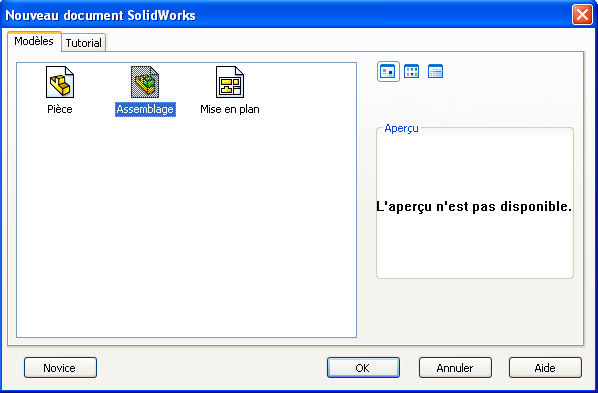 Nouveau document SolidWorks
Modèles
Tutorial
Pièce
Assemblage
Mise en plan
Aperçu
L'aperçu n'est pas disponible.
Novice
OK
Annuler
Aide